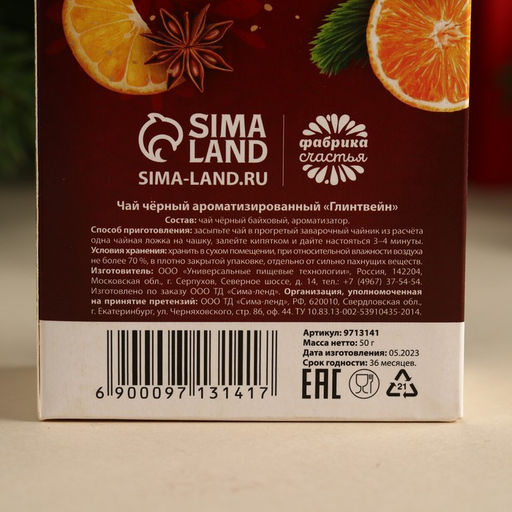 SIMA
LAND
SIMA-LAND.RU
фабрика
счастья
Чай чёрный ароматизированный «Глинтвейн»
Состав: чай чёрный байховый, ароматизатор.
Способ приготовления: засыпьте чай в прогретый заварочный чайник из расчёта
одна чайная ложка на чашку, залейте кипятком и дайте настояться 3–4 минуты.
Условия хранения: хранить в сухом помещении, при относительной влажности воздуха
не более 70 %, в плотно закрытой упаковке, отдельно от сильно пахнущих веществ.
Изготовитель: ООО «Универсальные пищевые технологии», Россия, 142204,
Московская обл., г. Серпухов, Северное шоссе, д. 14, тел.: +7 (4967) 37-54-54.
Изготовлено по заказу ООО ТД «Сима-ленд». Организация, уполномоченная
на принятие претензий: ООО ТД «Сима-ленд», РФ, 620010, Свердловская обл.,
г. Екатеринбург, ул. Черняховского, стр. 86, оф. 44. ТУ 10.83.13-002-53910435-2014.
Артикул: 9713141
Масса нетто: 50 г
Дата изготовления: 05.2023
Срок годности: 36 месяцев.
6 900097 131417
EAC
21